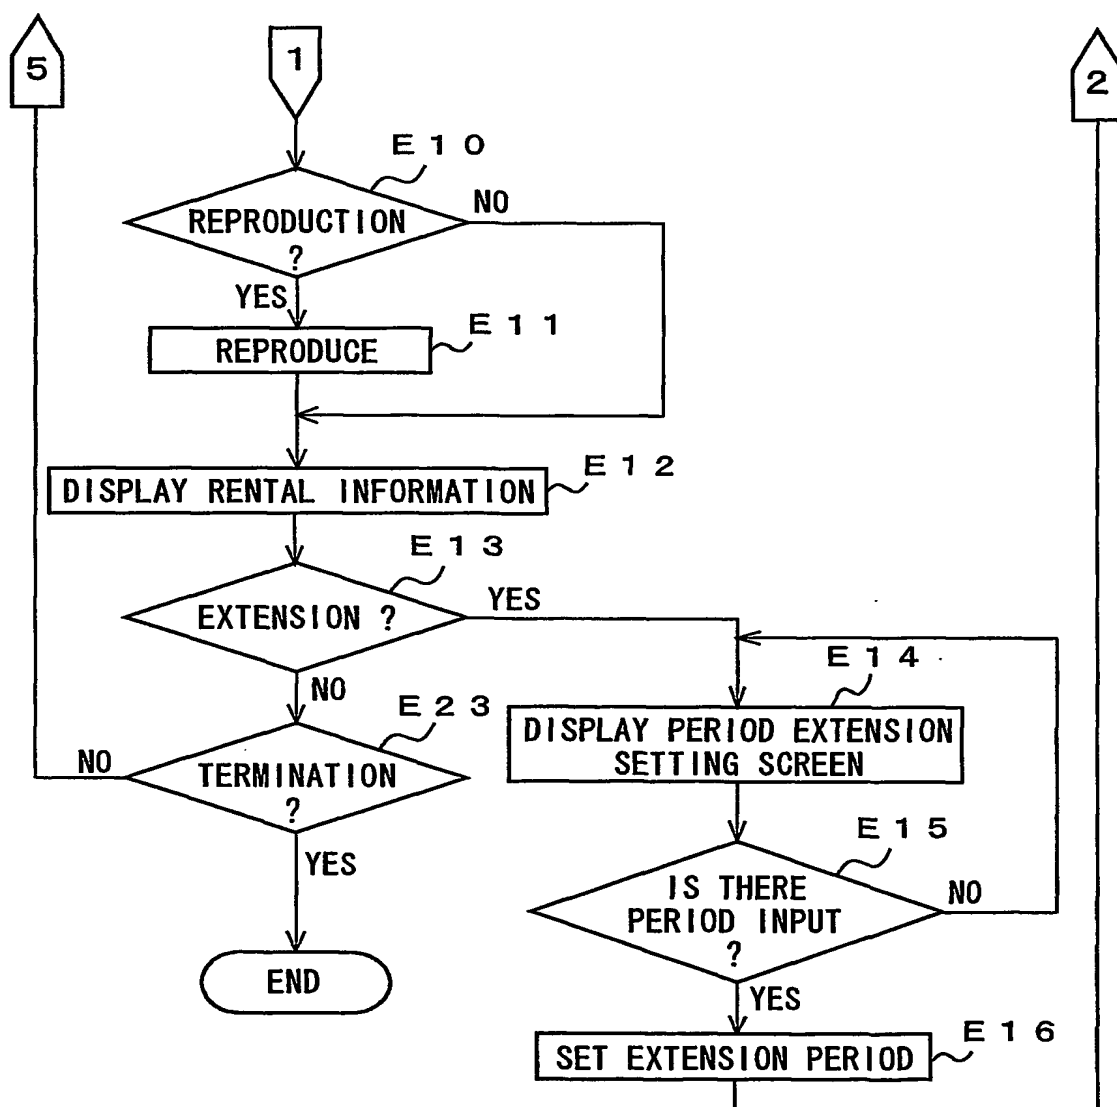 5
1
2
E10
REPRODUCTION
?
NO
YES
E11
REPRODUCE
E12
DISPLAY RENTAL INFORMATION
E13
EXTENSION ?
YES
NO
E14
DISPLAY PERIOD EXTENSION
SETTING SCREEN
E23
TERMINATION
?
NO
YES
END
E15
IS THERE
PERIOD INPUT
?
NO
YES
E16
SET EXTENSION PERIOD